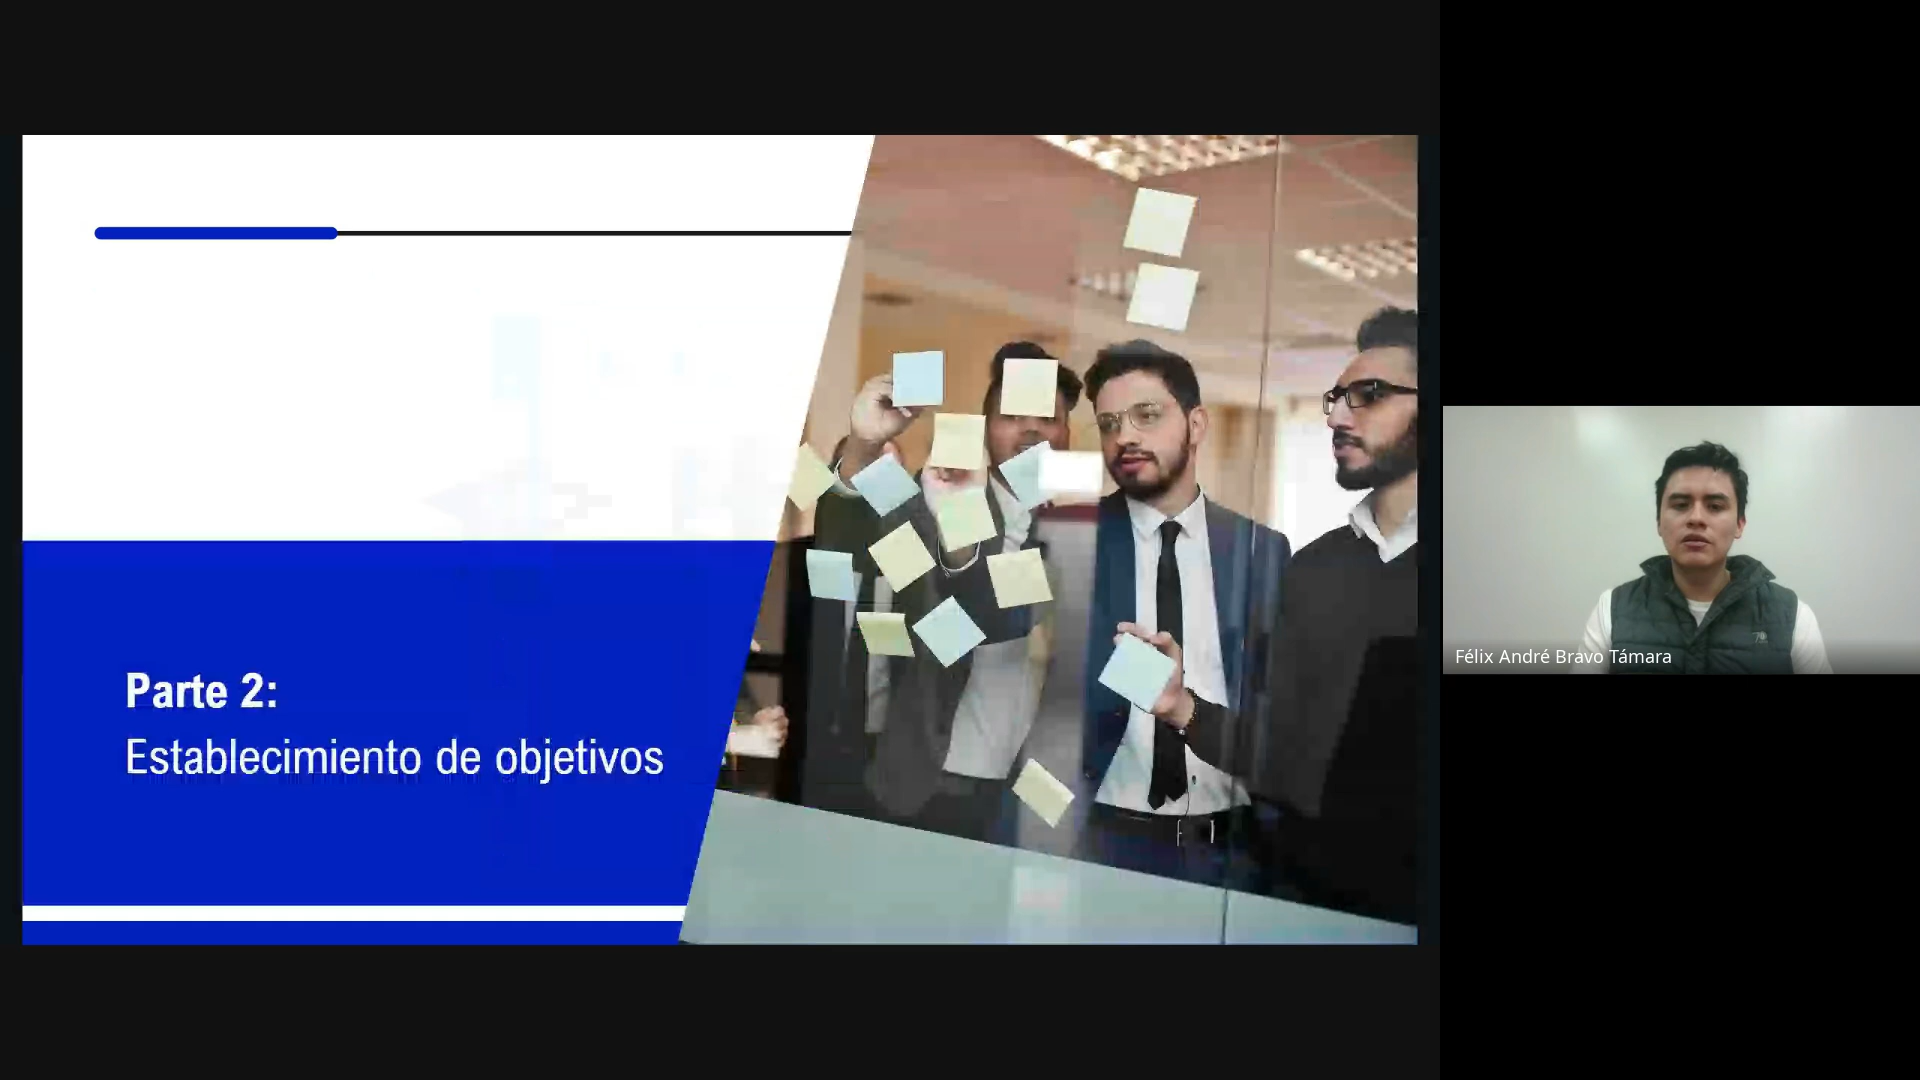 Parte 2:
Establecimiento de objetivos
Félix André Bravo Támara